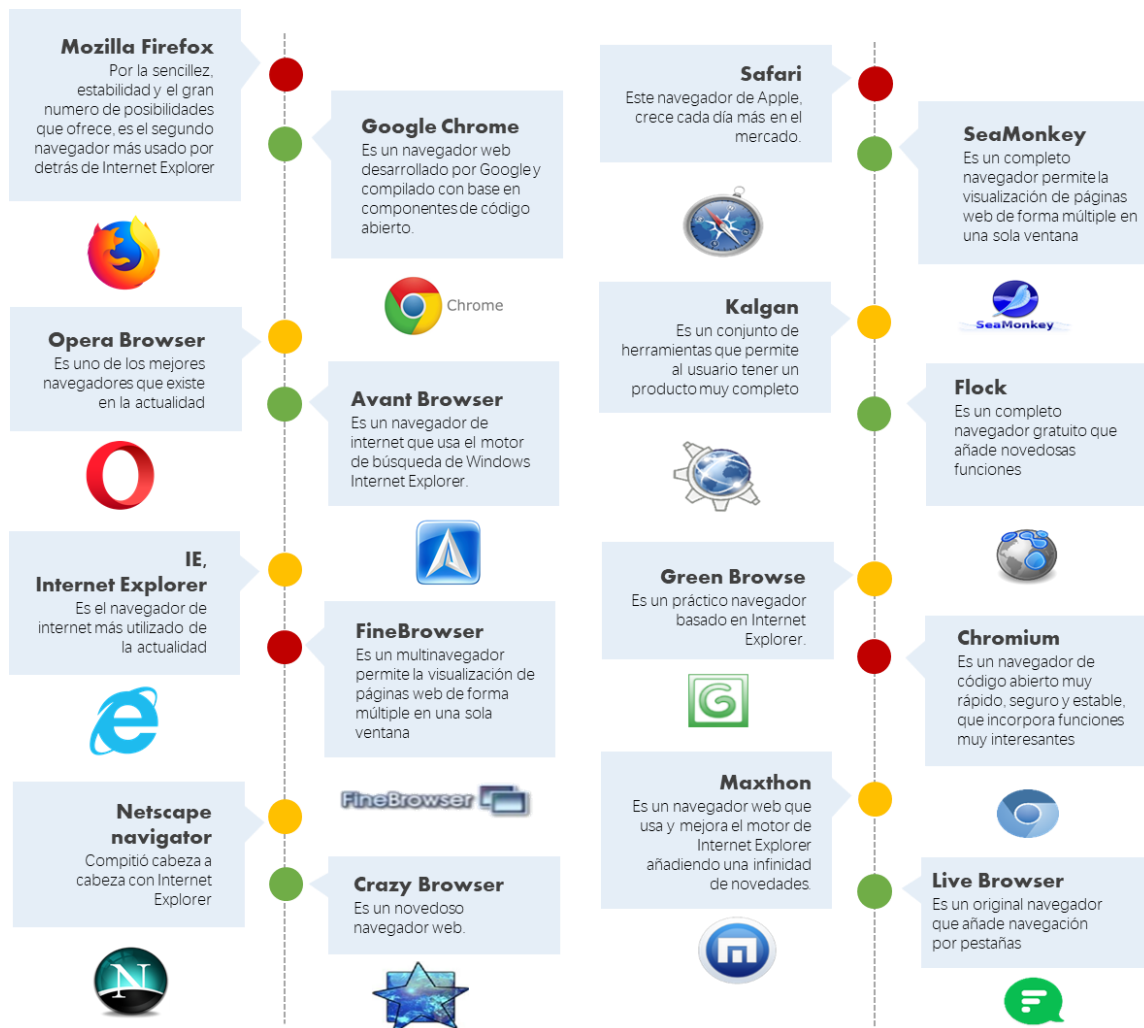 Mozilla Firefox
Por la sencillez,
estabilidad y el gran
numero de posibilidades
que ofrece, es el segundo
navegador más usado por
detrás de Internet Explorer
Google Chrome
Es un navegador web
desarrollado por Google y
compilado con base en
componentes de código
abierto.
Chrome
Opera Browser
Es uno de los mejores
navegadores que existe
en la actualidad
Avant Browser
Es un navegador de
internet que usa el motor
de búsqueda de Windows
Internet Explorer.
IE,
Internet Explorer
Es el navegador de
internet más utilizado de
la actualidad
FineBrowser
Es un multinavegador
permite la visualización de
páginas web de forma
múltiple en una sola
ventana
FineBrowser
Netscape
navigator
Compitió cabeza a
cabeza con Internet
Explorer
N
Crazy Browser
Es un novedoso
navegador web.
Safari
Este navegador de Apple,
crece cada día más en el
mercado.
SeaMonkey
Es un completo
navegador permite la
visualización de páginas
web de forma múltiple en
una sola ventana
SeaMonkey
Kalgan
Es un conjunto de
herramientas que permite
al usuario tener un
producto muy completo
Flock
Es un completo
navegador gratuito que
añade novedosas
funciones
Green Browse
Es un práctico navegador
basado en Internet
Explorer.
G
Chromium
Es un navegador de
código abierto muy
rápido, seguro y estable,
que incorpora funciones
muy interesantes
Maxthon
Es un navegador web que
usa y mejora el motor de
Internet Explorer
añadiendo una infinidad
de novedades.
Live Browser
Es un original navegador
que añade navegación
por pestañas